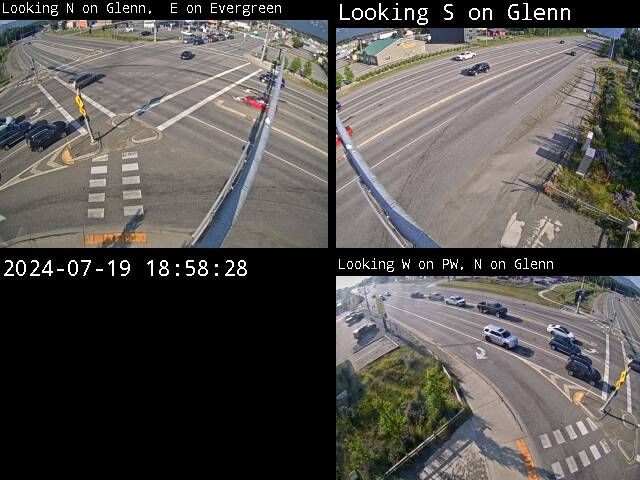 Looking N on Glenn, E on Evergreen
Looking S on Glenn
2024-07-19 18:58:28
Looking W on PW, N on Glenn